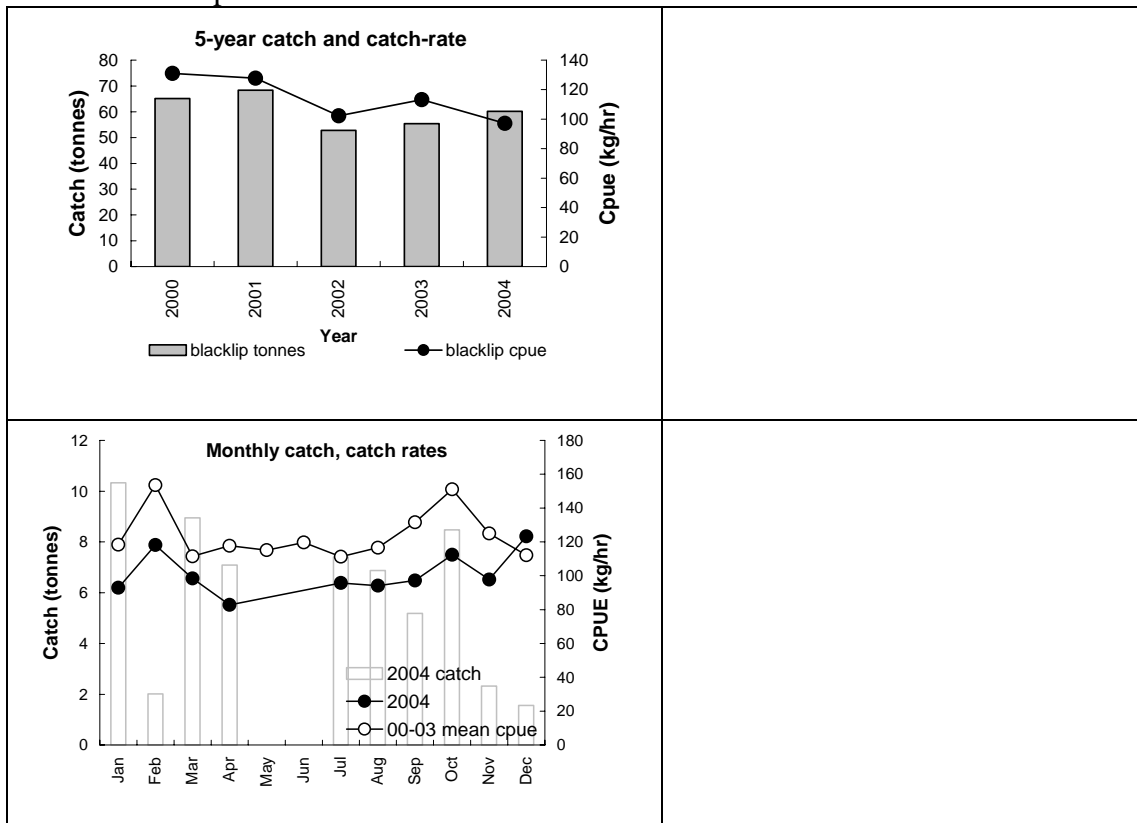 5-year catch and catch-rate
80 140
70 120
60 100
50 80
40 60
30 40
20 20
10 0
0
Catch (tonnes)
Cpue (kg/hr)
2000 2001 2002 2003 2004
Year
blacklip tonnes blacklip cpue
Monthly catch, catch rates
12 180
10 160
8 140
6 120
4 100
2 80
0 60
40
20
0
Catch (tonnes)
CPUE (kg/hr)
2004 catch
2004
00-03 mean cpue
Jan Feb Mar Apr May Jun Jul Aug Sep Oct Nov Dec